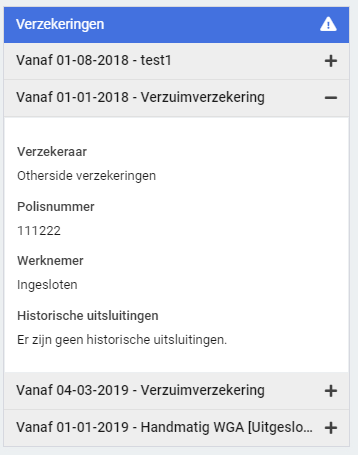 Verzekeringen
Vanaf 01-08-2018 - test1
Vanaf 01-01-2018 - Verzuimverzekering
Verzekeraar
Otherside verzekeringen
Polisnummer
111222
Werknemer
Ingesloten
Historische uitsluitingen
Er zijn geen historische uitsluitingen.
Vanaf 04-03-2019 - Verzuimverzekering
Vanaf 01-01-2019 - Handmatig WGA [Uitgeslo...